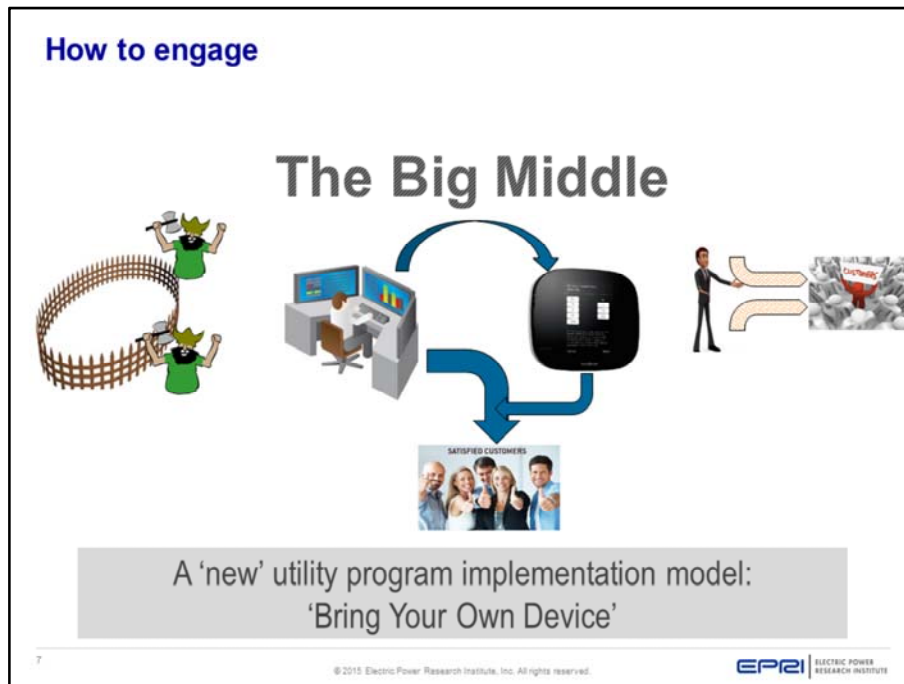 How to engage
The Big Middle
CUSTOMERS
SATISFIED CUSTOMERS
A ‘new’ utility program implementation model:
‘Bring Your Own Device’
7
© 2015 Electric Power Research Institute, Inc. All rights reserved.
EPRI
ELECTRIC POWER
RESEARCH INSTITUTE